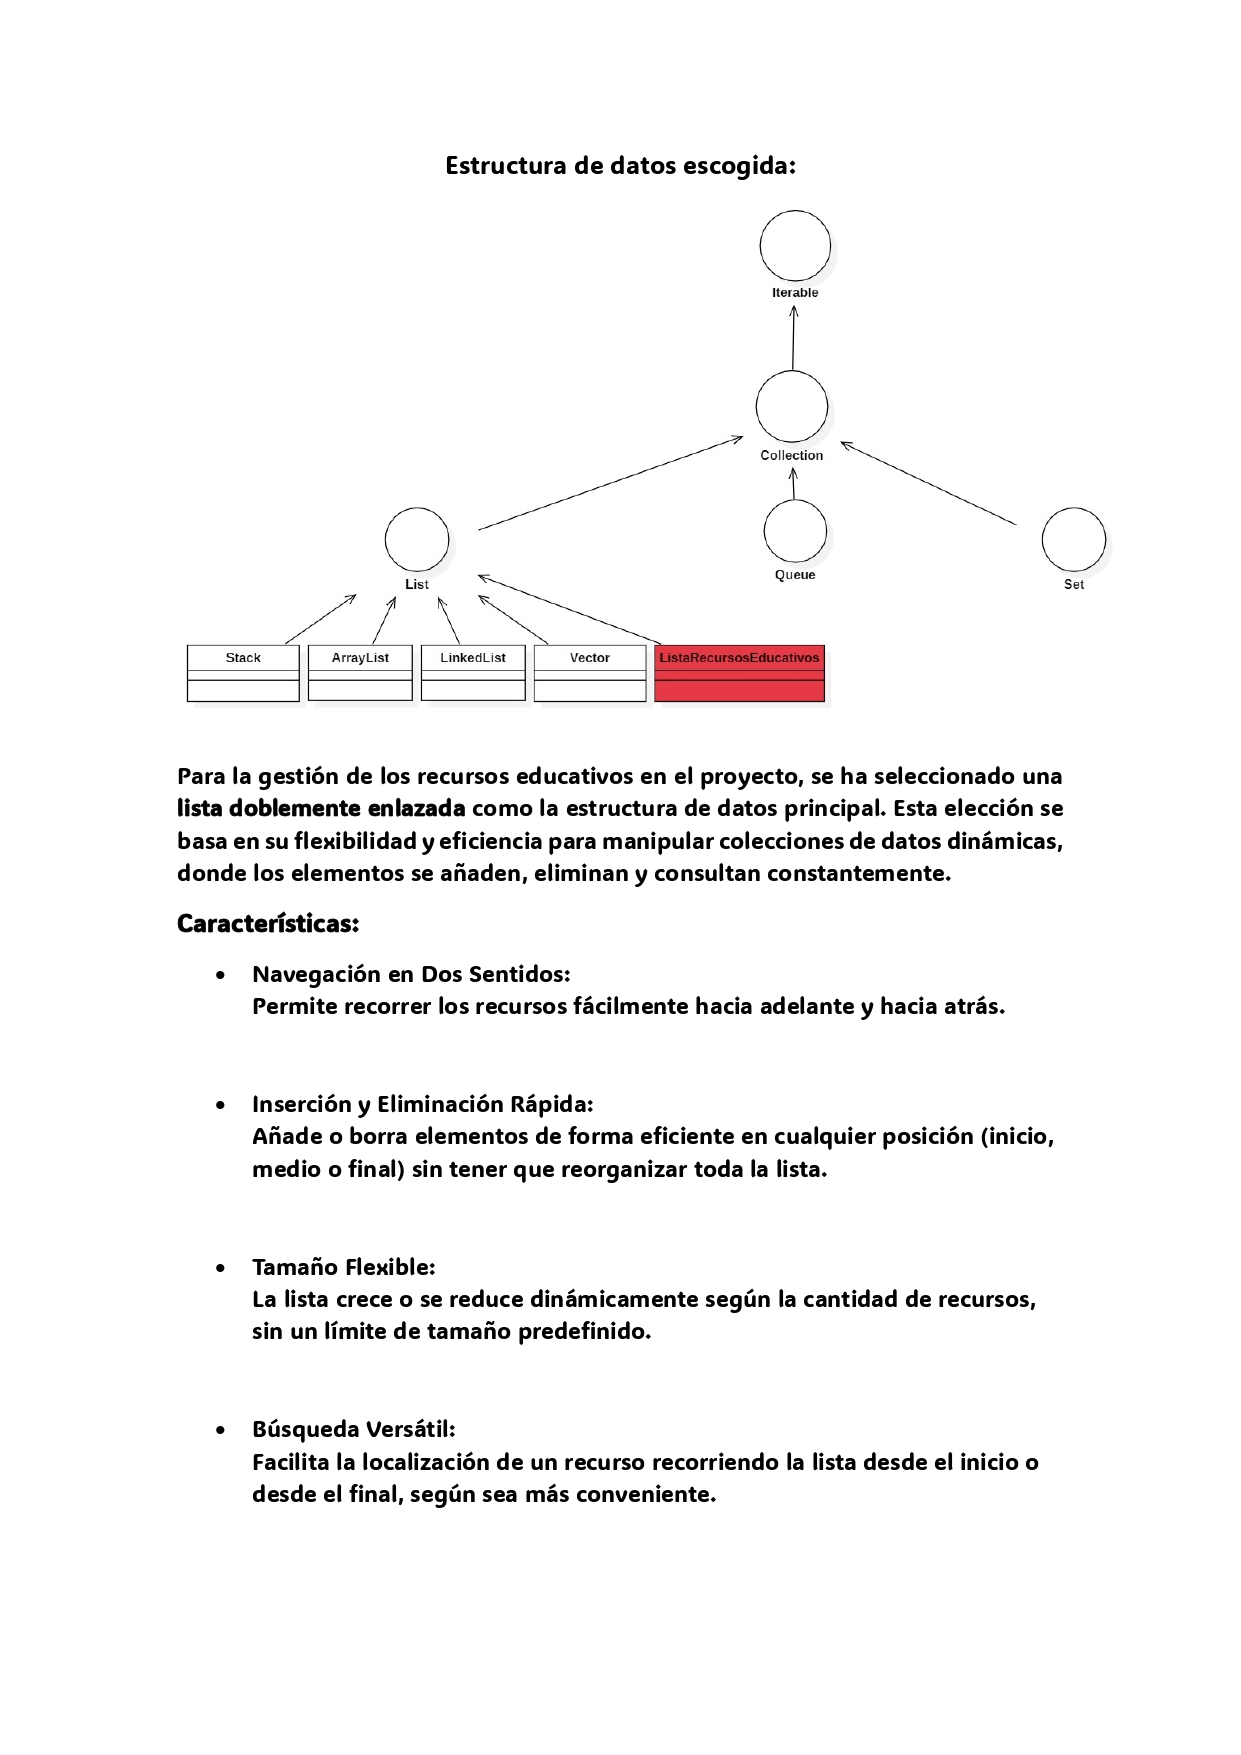 Estructura de datos escogida:
Iterable
Collection
List
Queue
Set
Stack
ArrayList
LinkedList
Vector
ListaRecursosEducativos
Para la gestión de los recursos educativos en el proyecto, se ha seleccionado una
lista doblemente enlazada como la estructura de datos principal. Esta elección se
basa en su flexibilidad y eficiencia para manipular colecciones de datos dinámicas,
donde los elementos se añaden, eliminan y consultan constantemente.
Características:
• Navegación en Dos Sentidos:
Permite recorrer los recursos fácilmente hacia adelante y hacia atrás.
• Inserción y Eliminación Rápida:
Añade o borra elementos de forma eficiente en cualquier posición (inicio,
medio o final) sin tener que reorganizar toda la lista.
• Tamaño Flexible:
La lista crece o se reduce dinámicamente según la cantidad de recursos,
sin un límite de tamaño predefinido.
• Búsqueda Versátil:
Facilita la localización de un recurso recorriendo la lista desde el inicio o
desde el final, según sea más conveniente.